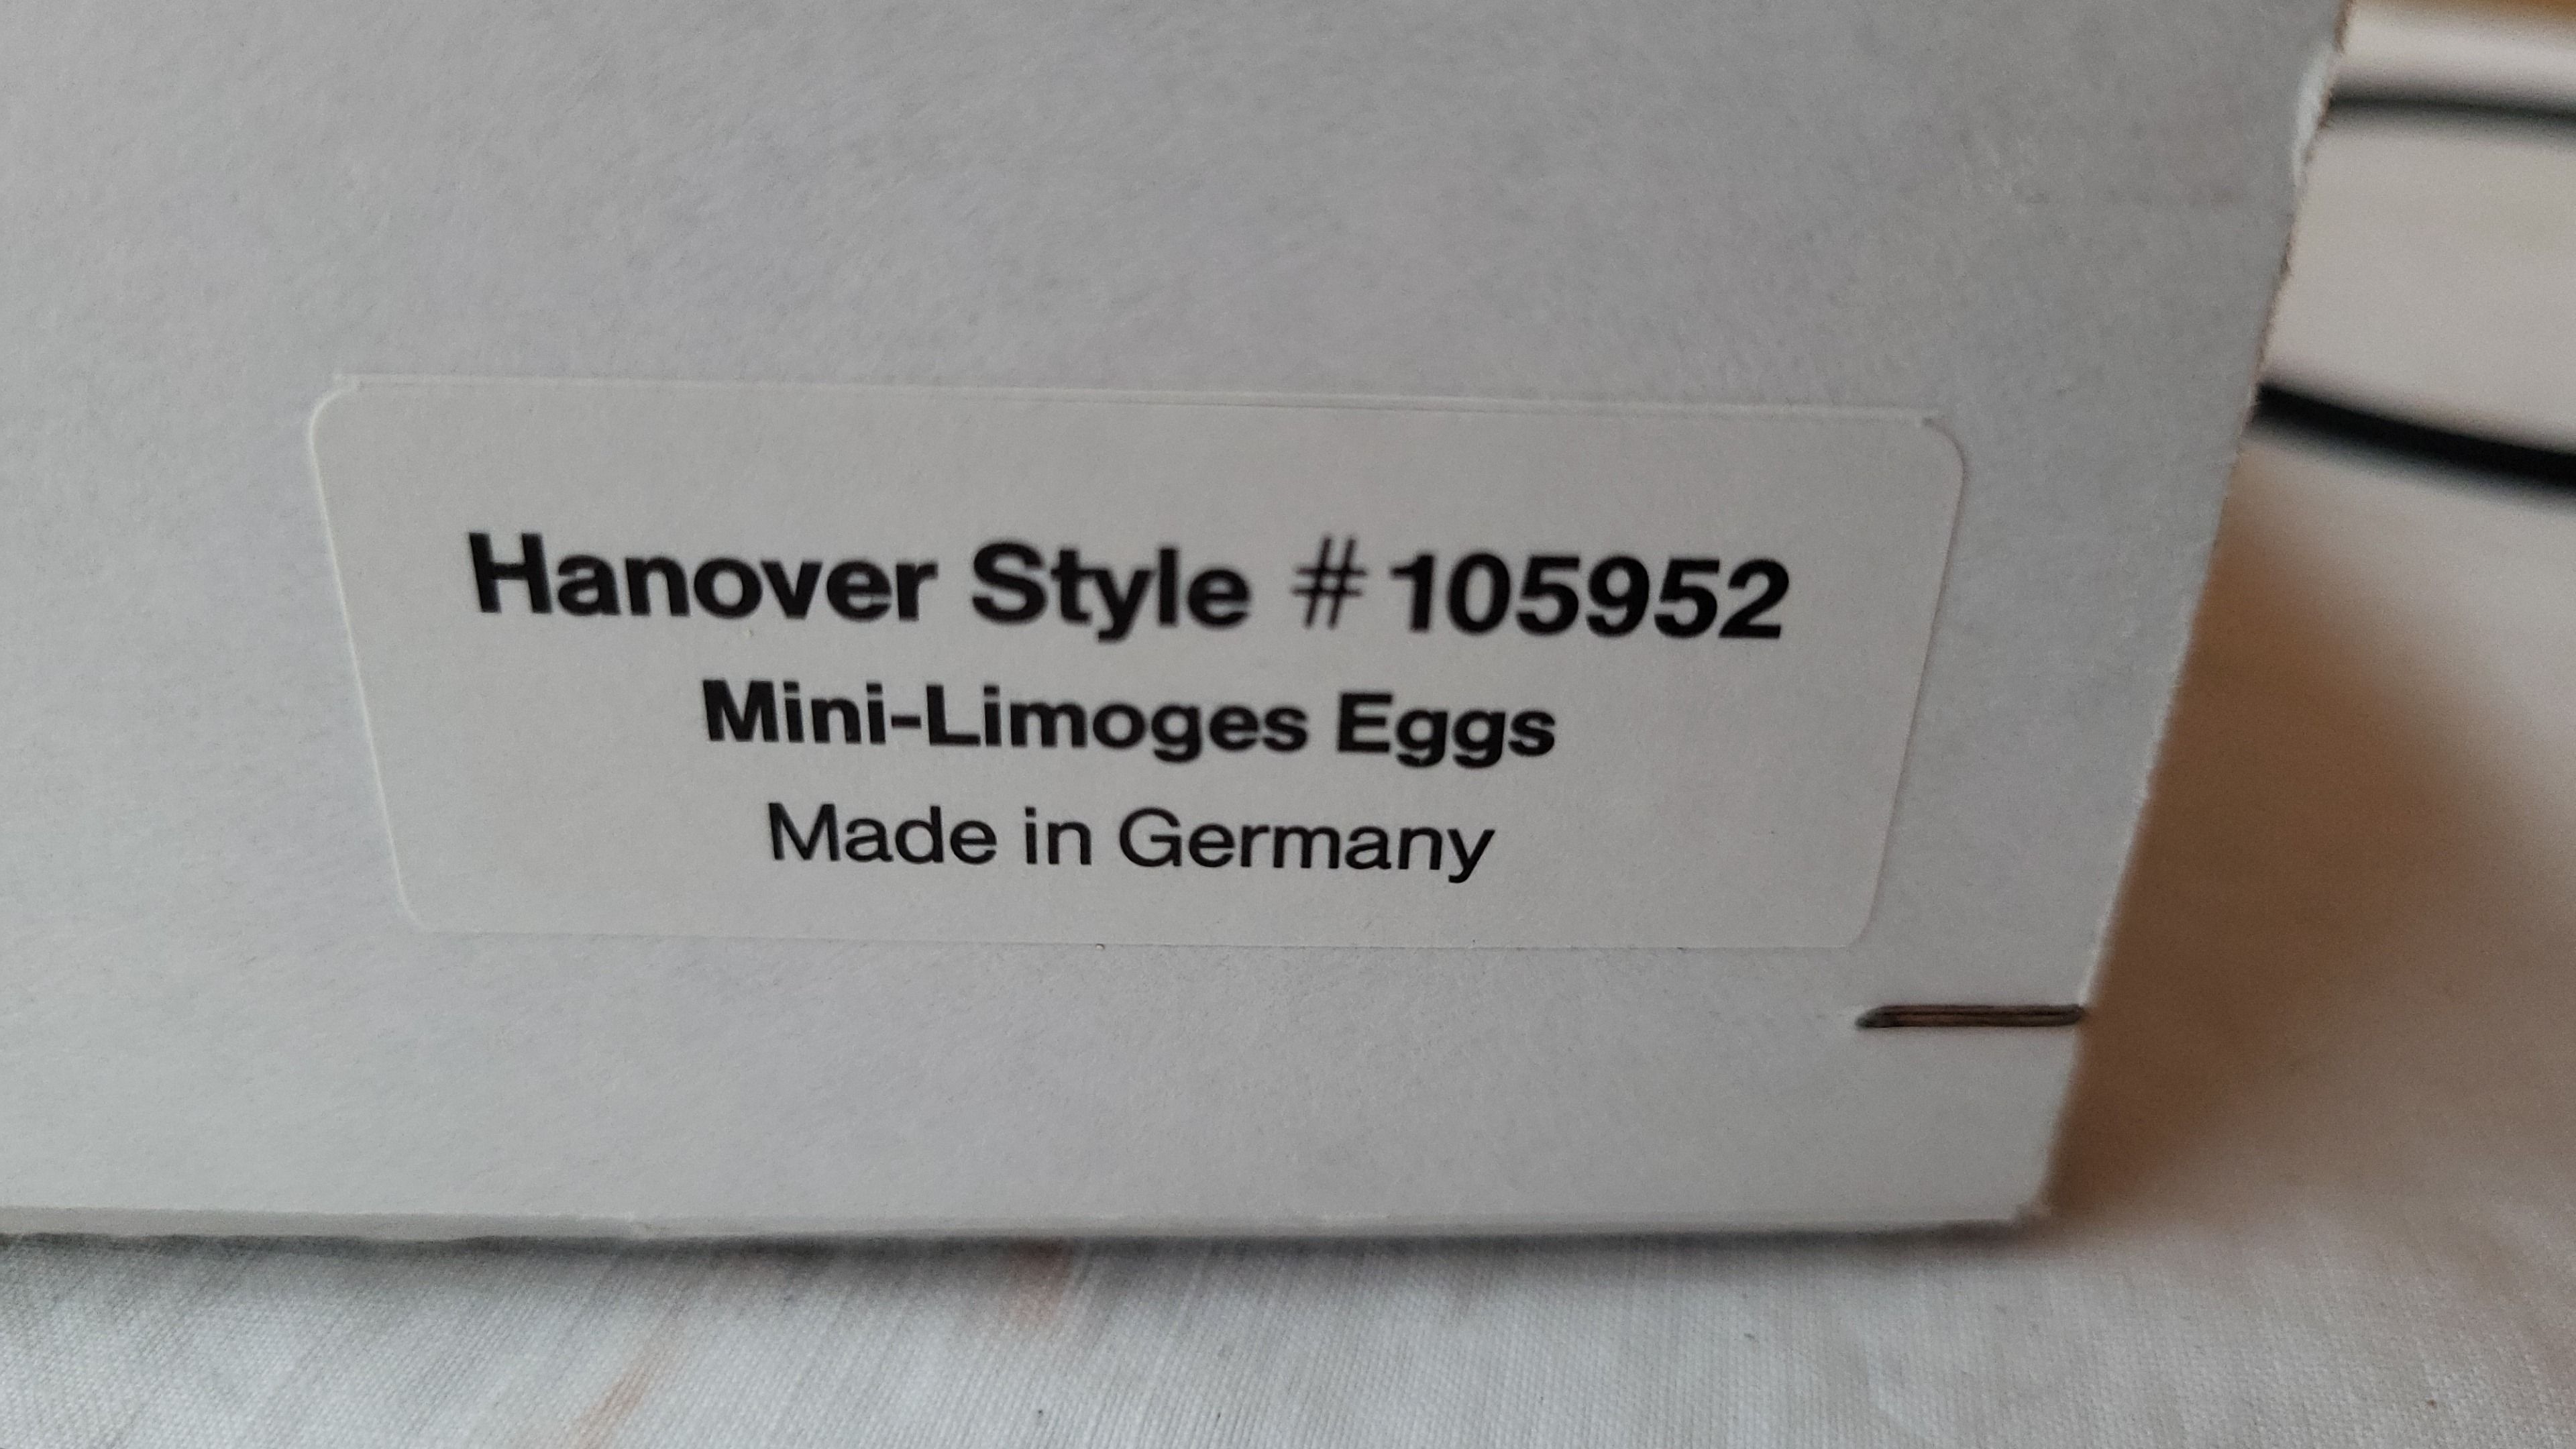 Hanover Style #105952
Mini-Limoges Eggs
Made in Germany